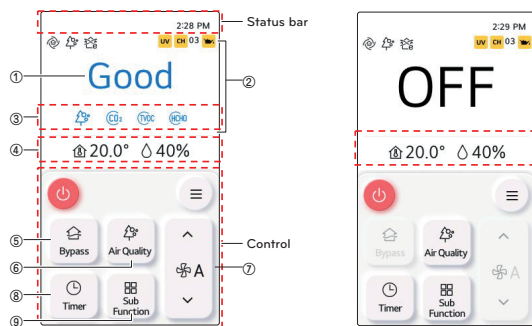 2:28 PM
Status bar
UV CH 03
① Good ②
③ CO₂ TVOC HCHO
④ 20.0° 40%
Control
⑤ Bypass Air Quality
⑥ A ⑦
⑧ Timer Sub Function
⑨
2:29 PM
UV CH 03
OFF
20.0° 40%
Bypass Air Quality
A
Timer Sub Function